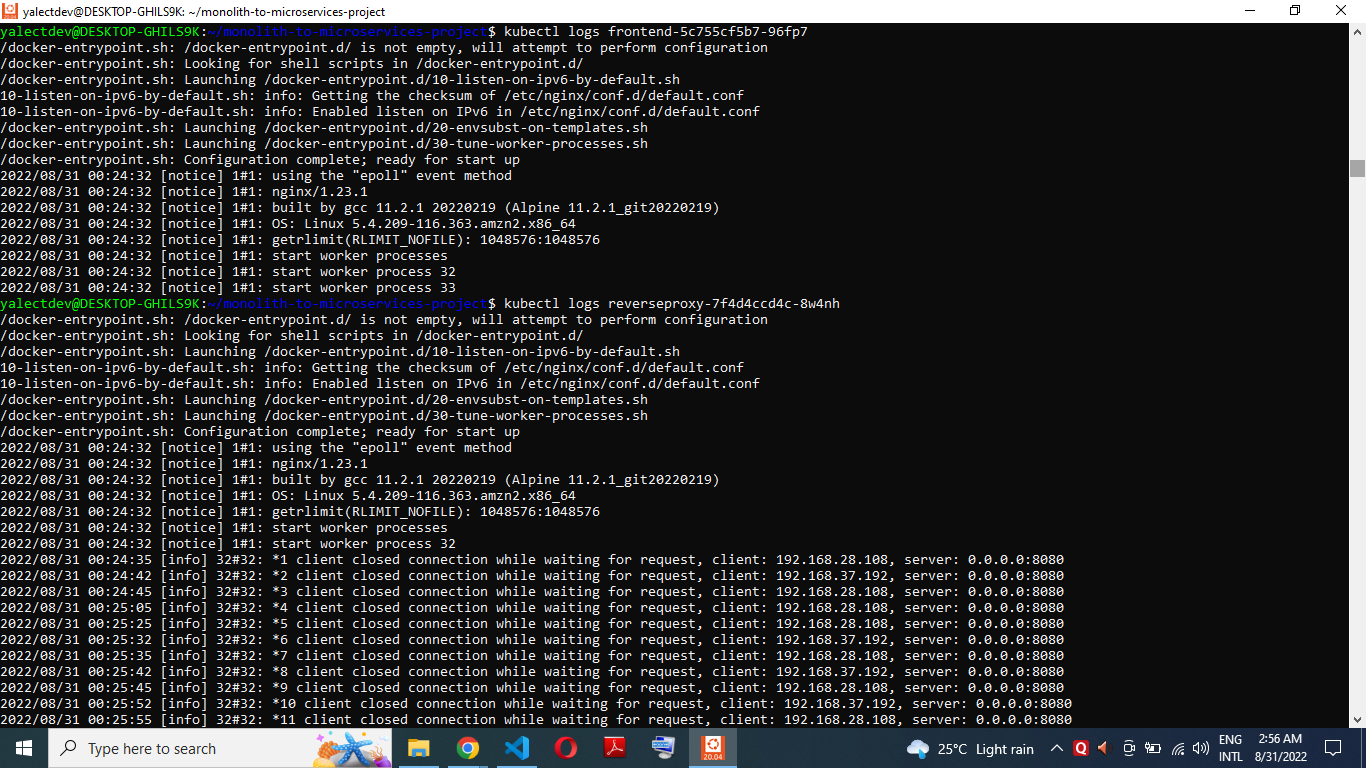 yalectdev@DESKTOP-GHILS9K: ~/monolith-to-microservices-project
yalectdev@DESKTOP-GHILS9K:~/monolith-to-microservices-project$ kubectl logs frontend-5c755cf5b7-96fp7
/docker-entrypoint.sh: /docker-entrypoint.d/ is not empty, will attempt to perform configuration
/docker-entrypoint.sh: Looking for shell scripts in /docker-entrypoint.d/
/docker-entrypoint.sh: Launching /docker-entrypoint.d/10-listen-on-ipv6-by-default.sh
10-listen-on-ipv6-by-default.sh: info: Getting the checksum of /etc/nginx/conf.d/default.conf
10-listen-on-ipv6-by-default.sh: info: Enabled listen on IPv6 in /etc/nginx/conf.d/default.conf
/docker-entrypoint.sh: Launching /docker-entrypoint.d/20-envsubst-on-templates.sh
/docker-entrypoint.sh: Launching /docker-entrypoint.d/30-tune-worker-processes.sh
/docker-entrypoint.sh: Configuration complete; ready for start up
2022/08/31 00:24:32 [notice] 1#1: using the "epoll" event method
2022/08/31 00:24:32 [notice] 1#1: nginx/1.23.1
2022/08/31 00:24:32 [notice] 1#1: built by gcc 11.2.1 20220219 (Alpine 11.2.1_git20220219)
2022/08/31 00:24:32 [notice] 1#1: OS: Linux 5.4.209-116.363.amzn2.x86_64
2022/08/31 00:24:32 [notice] 1#1: getrlimit(RLIMIT_NOFILE): 1048576:1048576
2022/08/31 00:24:32 [notice] 1#1: start worker processes
2022/08/31 00:24:32 [notice] 1#1: start worker process 32
2022/08/31 00:24:32 [notice] 1#1: start worker process 33
yalectdev@DESKTOP-GHILS9K:~/monolith-to-microservices-project$ kubectl logs reverseproxy-7f4d4ccd4c-8w4nh
/docker-entrypoint.sh: /docker-entrypoint.d/ is not empty, will attempt to perform configuration
/docker-entrypoint.sh: Looking for shell scripts in /docker-entrypoint.d/
/docker-entrypoint.sh: Launching /docker-entrypoint.d/10-listen-on-ipv6-by-default.sh
10-listen-on-ipv6-by-default.sh: info: Getting the checksum of /etc/nginx/conf.d/default.conf
10-listen-on-ipv6-by-default.sh: info: Enabled listen on IPv6 in /etc/nginx/conf.d/default.conf
/docker-entrypoint.sh: Launching /docker-entrypoint.d/20-envsubst-on-templates.sh
/docker-entrypoint.sh: Launching /docker-entrypoint.d/30-tune-worker-processes.sh
/docker-entrypoint.sh: Configuration complete; ready for start up
2022/08/31 00:24:32 [notice] 1#1: using the "epoll" event method
2022/08/31 00:24:32 [notice] 1#1: nginx/1.23.1
2022/08/31 00:24:32 [notice] 1#1: built by gcc 11.2.1 20220219 (Alpine 11.2.1_git20220219)
2022/08/31 00:24:32 [notice] 1#1: OS: Linux 5.4.209-116.363.amzn2.x86_64
2022/08/31 00:24:32 [notice] 1#1: getrlimit(RLIMIT_NOFILE): 1048576:1048576
2022/08/31 00:24:32 [notice] 1#1: start worker processes
2022/08/31 00:24:32 [notice] 1#1: start worker process 32
2022/08/31 00:24:35 [info] 32#32: *1 client closed connection while waiting for request, client: 192.168.28.108, server: 0.0.0.0:8080
2022/08/31 00:24:42 [info] 32#32: *2 client closed connection while waiting for request, client: 192.168.37.192, server: 0.0.0.0:8080
2022/08/31 00:24:45 [info] 32#32: *3 client closed connection while waiting for request, client: 192.168.28.108, server: 0.0.0.0:8080
2022/08/31 00:25:05 [info] 32#32: *4 client closed connection while waiting for request, client: 192.168.28.108, server: 0.0.0.0:8080
2022/08/31 00:25:25 [info] 32#32: *5 client closed connection while waiting for request, client: 192.168.28.108, server: 0.0.0.0:8080
2022/08/31 00:25:32 [info] 32#32: *6 client closed connection while waiting for request, client: 192.168.37.192, server: 0.0.0.0:8080
2022/08/31 00:25:35 [info] 32#32: *7 client closed connection while waiting for request, client: 192.168.28.108, server: 0.0.0.0:8080
2022/08/31 00:25:42 [info] 32#32: *8 client closed connection while waiting for request, client: 192.168.37.192, server: 0.0.0.0:8080
2022/08/31 00:25:45 [info] 32#32: *9 client closed connection while waiting for request, client: 192.168.28.108, server: 0.0.0.0:8080
2022/08/31 00:25:52 [info] 32#32: *10 client closed connection while waiting for request, client: 192.168.37.192, server: 0.0.0.0:8080
2022/08/31 00:25:55 [info] 32#32: *11 client closed connection while waiting for request, client: 192.168.28.108, server: 0.0.0.0:8080
Type here to search
20.04
25°C Light rain
ENG
INTL
2:56 AM
8/31/2022